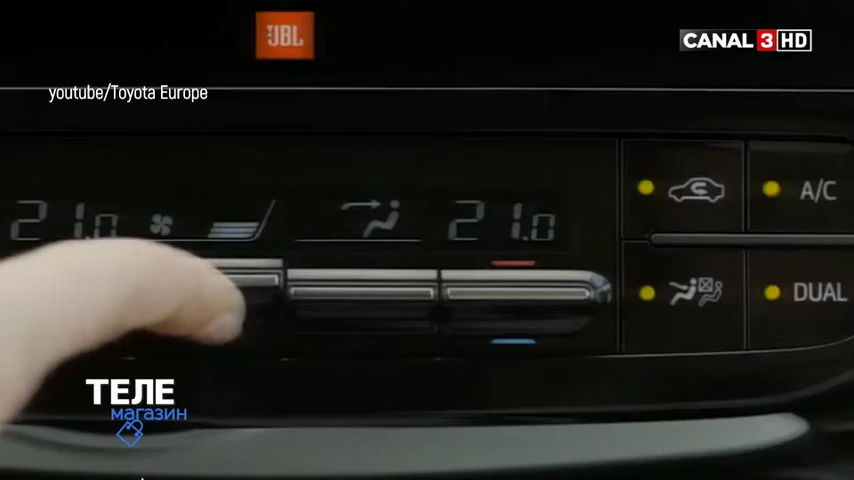 JBL
CANAL 3 HD
youtube/Toyota Europe
21.0
21.0
A/C
DUAL
ТЕЛЕ
магазин